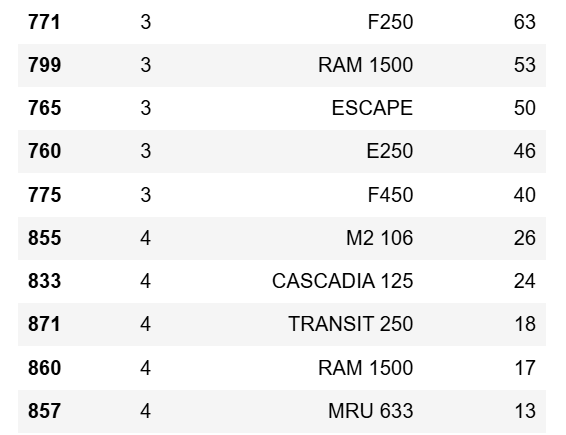 771 3 F250 63
799 3 RAM 1500 53
765 3 ESCAPE 50
760 3 E250 46
775 3 F450 40
855 4 M2 106 26
833 4 CASCADIA 125 24
871 4 TRANSIT 250 18
860 4 RAM 1500 17
857 4 MRU 633 13